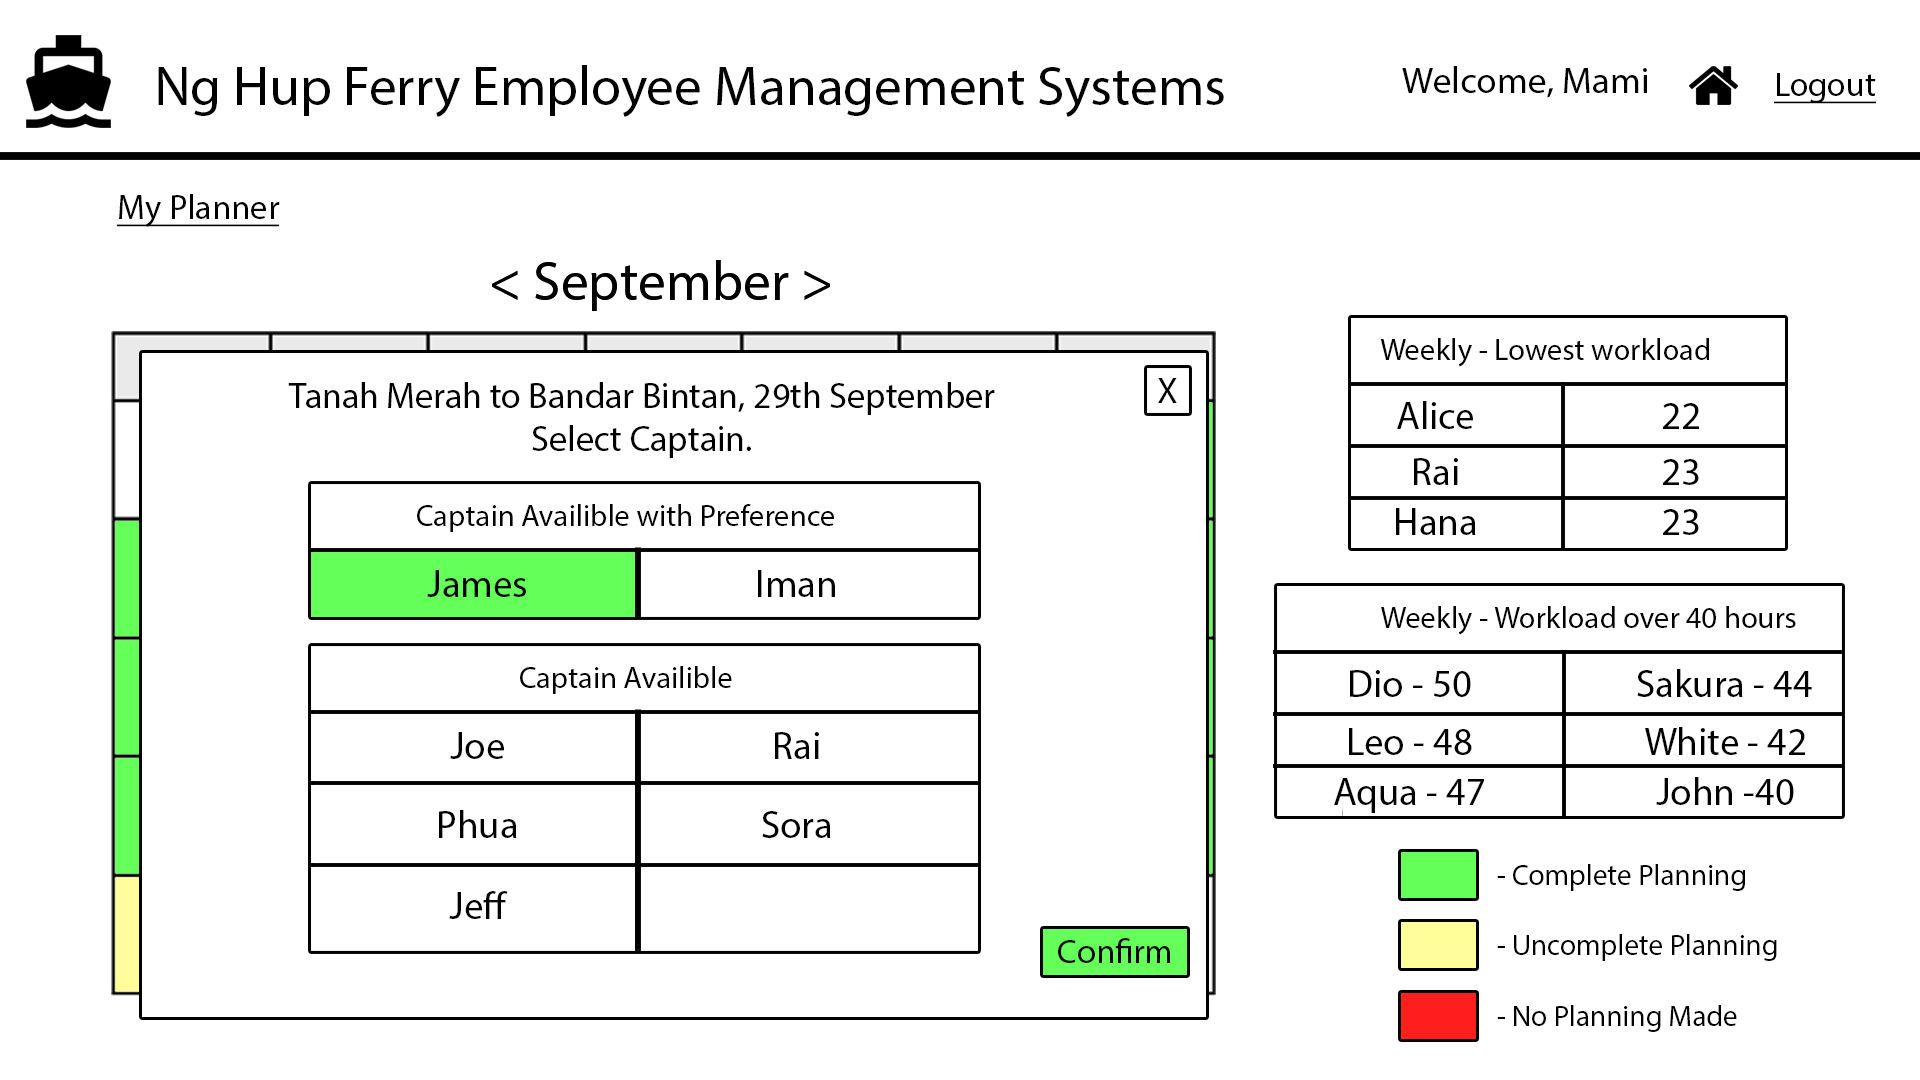 Ng Hup Ferry Employee Management Systems
Welcome, Mami
Logout
My Planner
< September >
Tanah Merah to Bandar Bintan, 29th September
Select Captain.
X
Captain Availible with Preference
James Iman
Captain Availible
Joe Rai
Phua Sora
Jeff
Confirm
Weekly - Lowest workload
Alice 22
Rai 23
Hana 23
Weekly - Workload over 40 hours
Dio - 50 Sakura - 44
Leo - 48 White - 42
Aqua - 47 John -40
- Complete Planning
- Uncomplete Planning
- No Planning Made